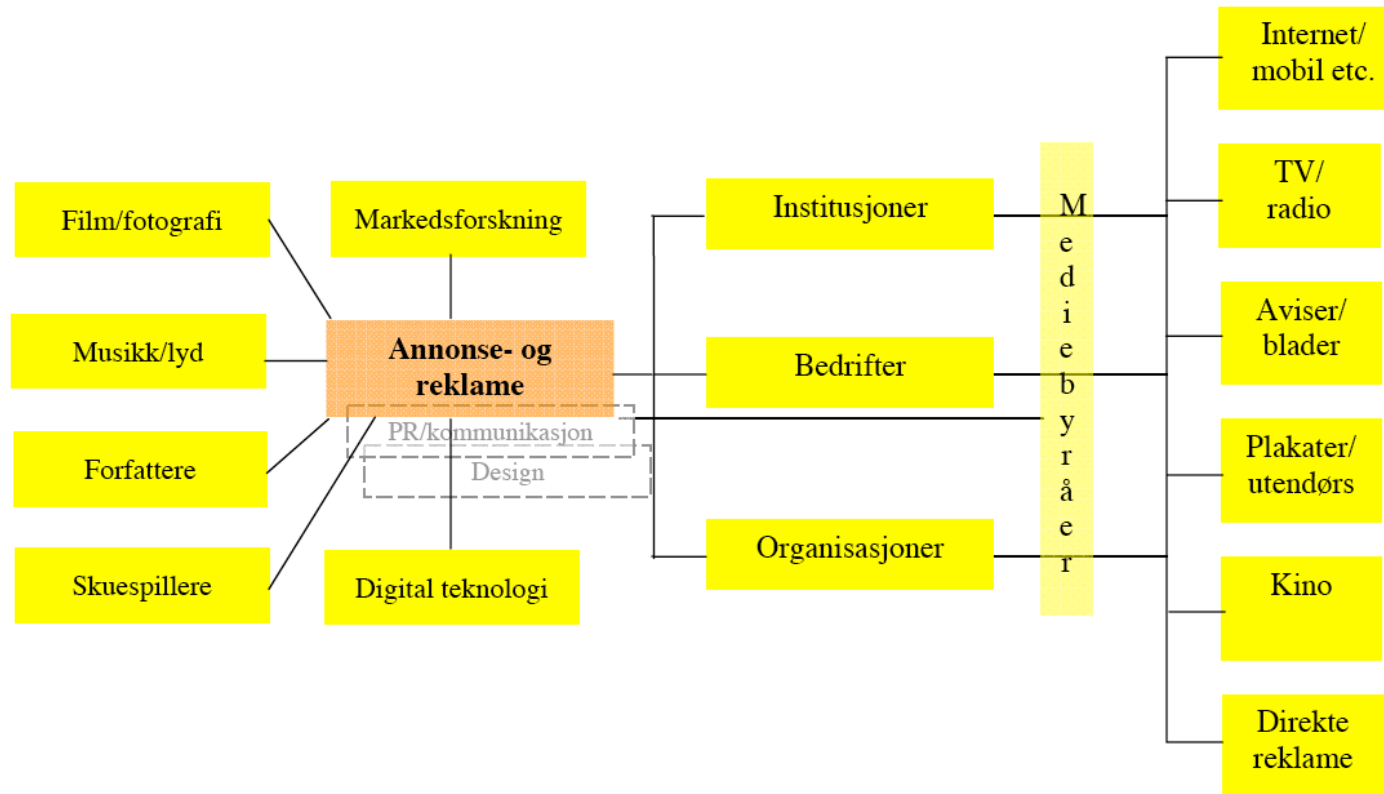 Film/fotografi
Musikk/lyd
Forfattere
Skuespillere
Markedsforskning
Annonse- og
reklame
PR/kommunikasjon
Design
Digital teknologi
Institusjoner
Bedrifter
Organisasjoner
Mediebyråer
Internet/
mobil etc.
TV/
radio
Aviser/
blader
Plakater/
utendørs
Kino
Direkte
reklame